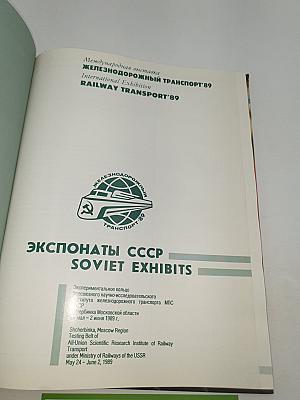 Международная выставка
ЖЕЛЕЗНОДОРОЖНЫЙ ТРАНСПОРТ'89
International Exhibition
RAILWAY TRANSPORT'89
ЖЕЛЕЗНОДОРОЖНЫЙ
ТРАНСПОРТ-89
ЭКСПОНАТЫ СССР
SOVIET EXHIBITS
Экспериментальное кольцо
научно-исследовательского
института железнодорожного транспорта МПС
Московской области
2 июня 1989 г.
Shcherbinka, Moscow Region
Testing Belt of
All-Union Scientific Research Institute of Railway
Transport
under Ministry of Railways of the USSR
May 24 – June 2, 1989